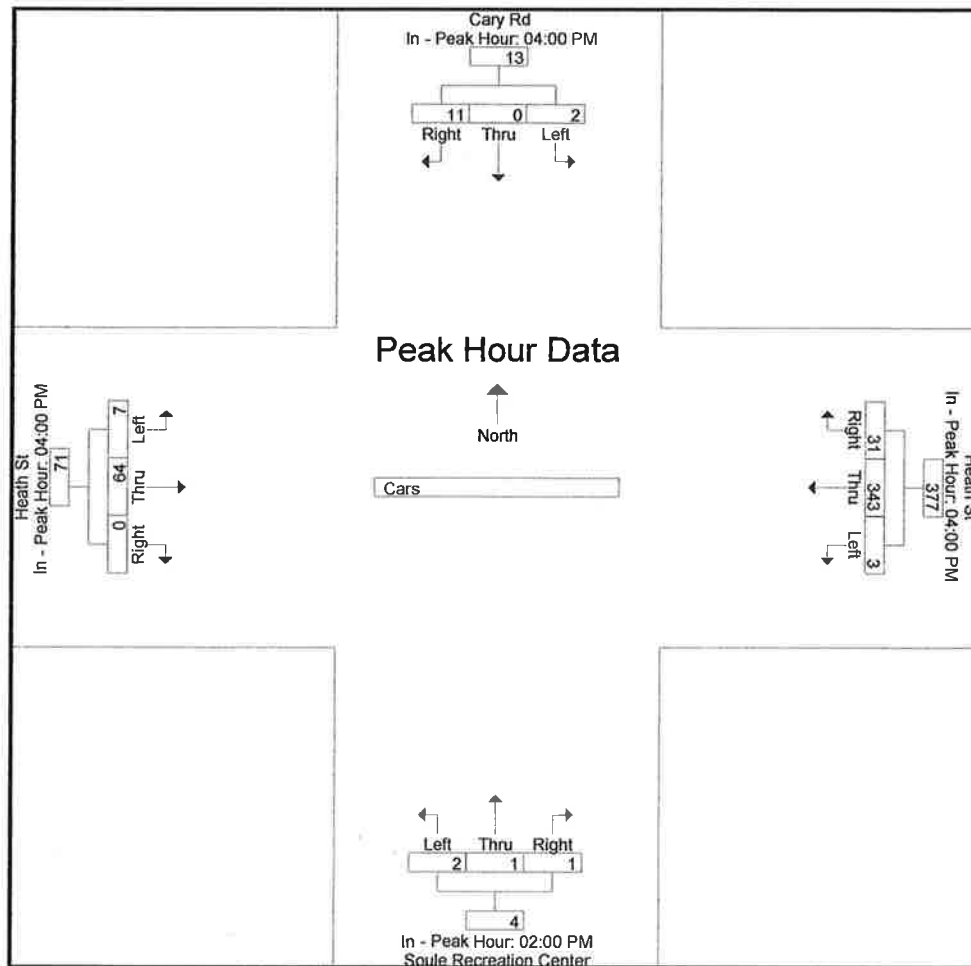 Cary Rd
In - Peak Hour: 04:00 PM
13
11 0 2
Right Thru Left
Peak Hour Data
North
Cars
Heath St
In - Peak Hour: 04:00 PM
71
7 64 0
Left Thru Right
Heath St
In - Peak Hour: 04:00 PM
377
31 343 3
Right Thru Left
Left Thru Right
2 1 1
4
In - Peak Hour: 02:00 PM
Soule Recreation Center